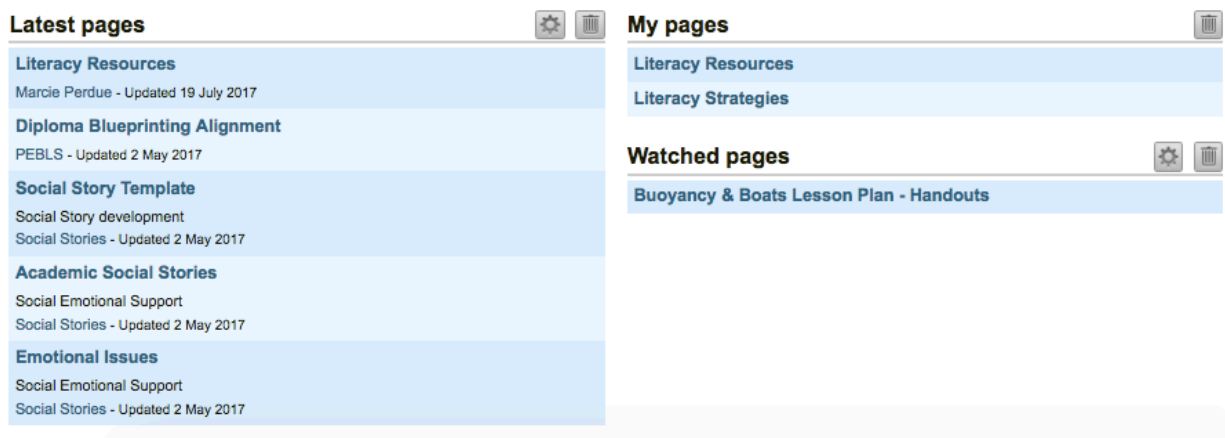 Latest pages
Literacy Resources
Marcie Perdue - Updated 19 July 2017
Diploma Blueprinting Alignment
PEBLS - Updated 2 May 2017
Social Story Template
Social Story development
Social Stories - Updated 2 May 2017
Academic Social Stories
Social Emotional Support
Social Stories - Updated 2 May 2017
Emotional Issues
Social Emotional Support
Social Stories - Updated 2 May 2017
My pages
Literacy Resources
Literacy Strategies
Watched pages
Buoyancy & Boats Lesson Plan - Handouts